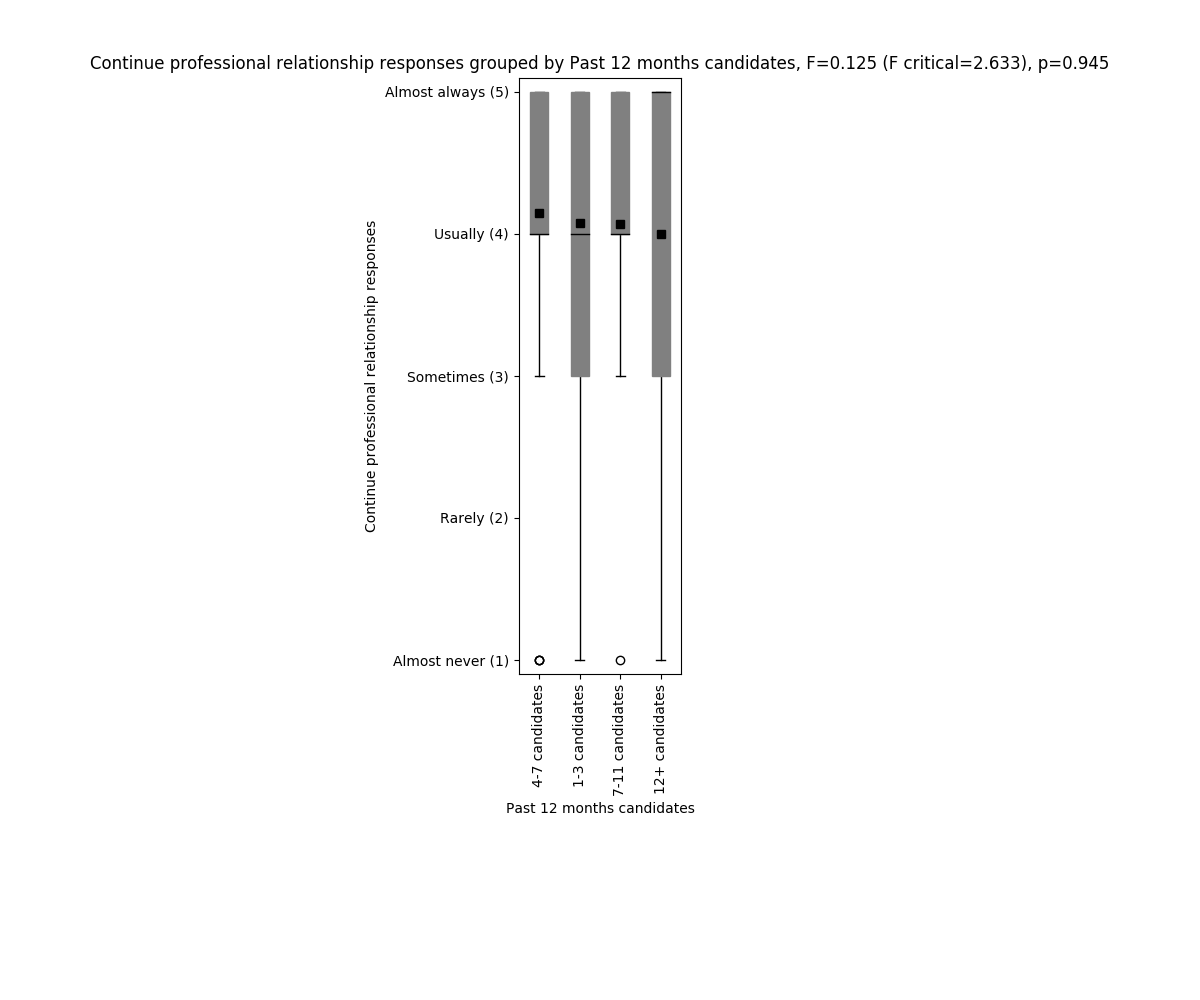 Continue professional relationship responses grouped by Past 12 months candidates, F=0.125 (F critical=2.633), p=0.945
Almost always (5)
Usually (4)
Sometimes (3)
Rarely (2)
Almost never (1)
Continue professional relationship responses
4-7 candidates
1-3 candidates
7-11 candidates
12+ candidates
Past 12 months candidates